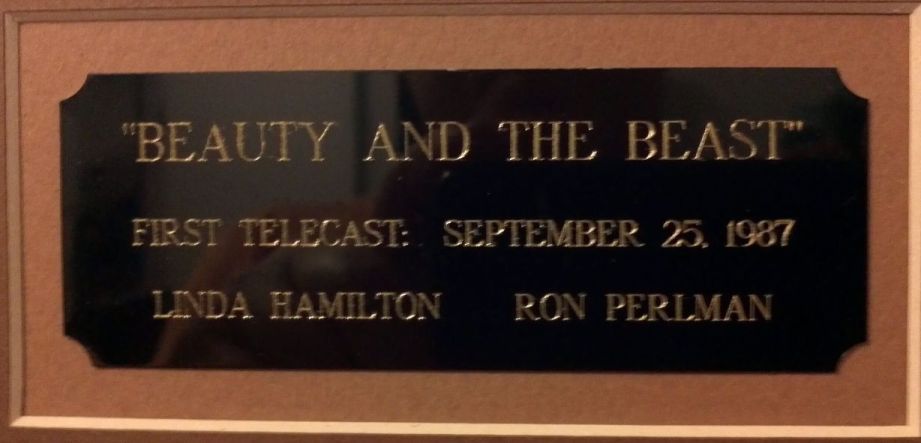 "BEAUTY AND THE BEAST"
FIRST TELECAST: SEPTEMBER 25, 1987
LINDA HAMILTON RON PERLMAN